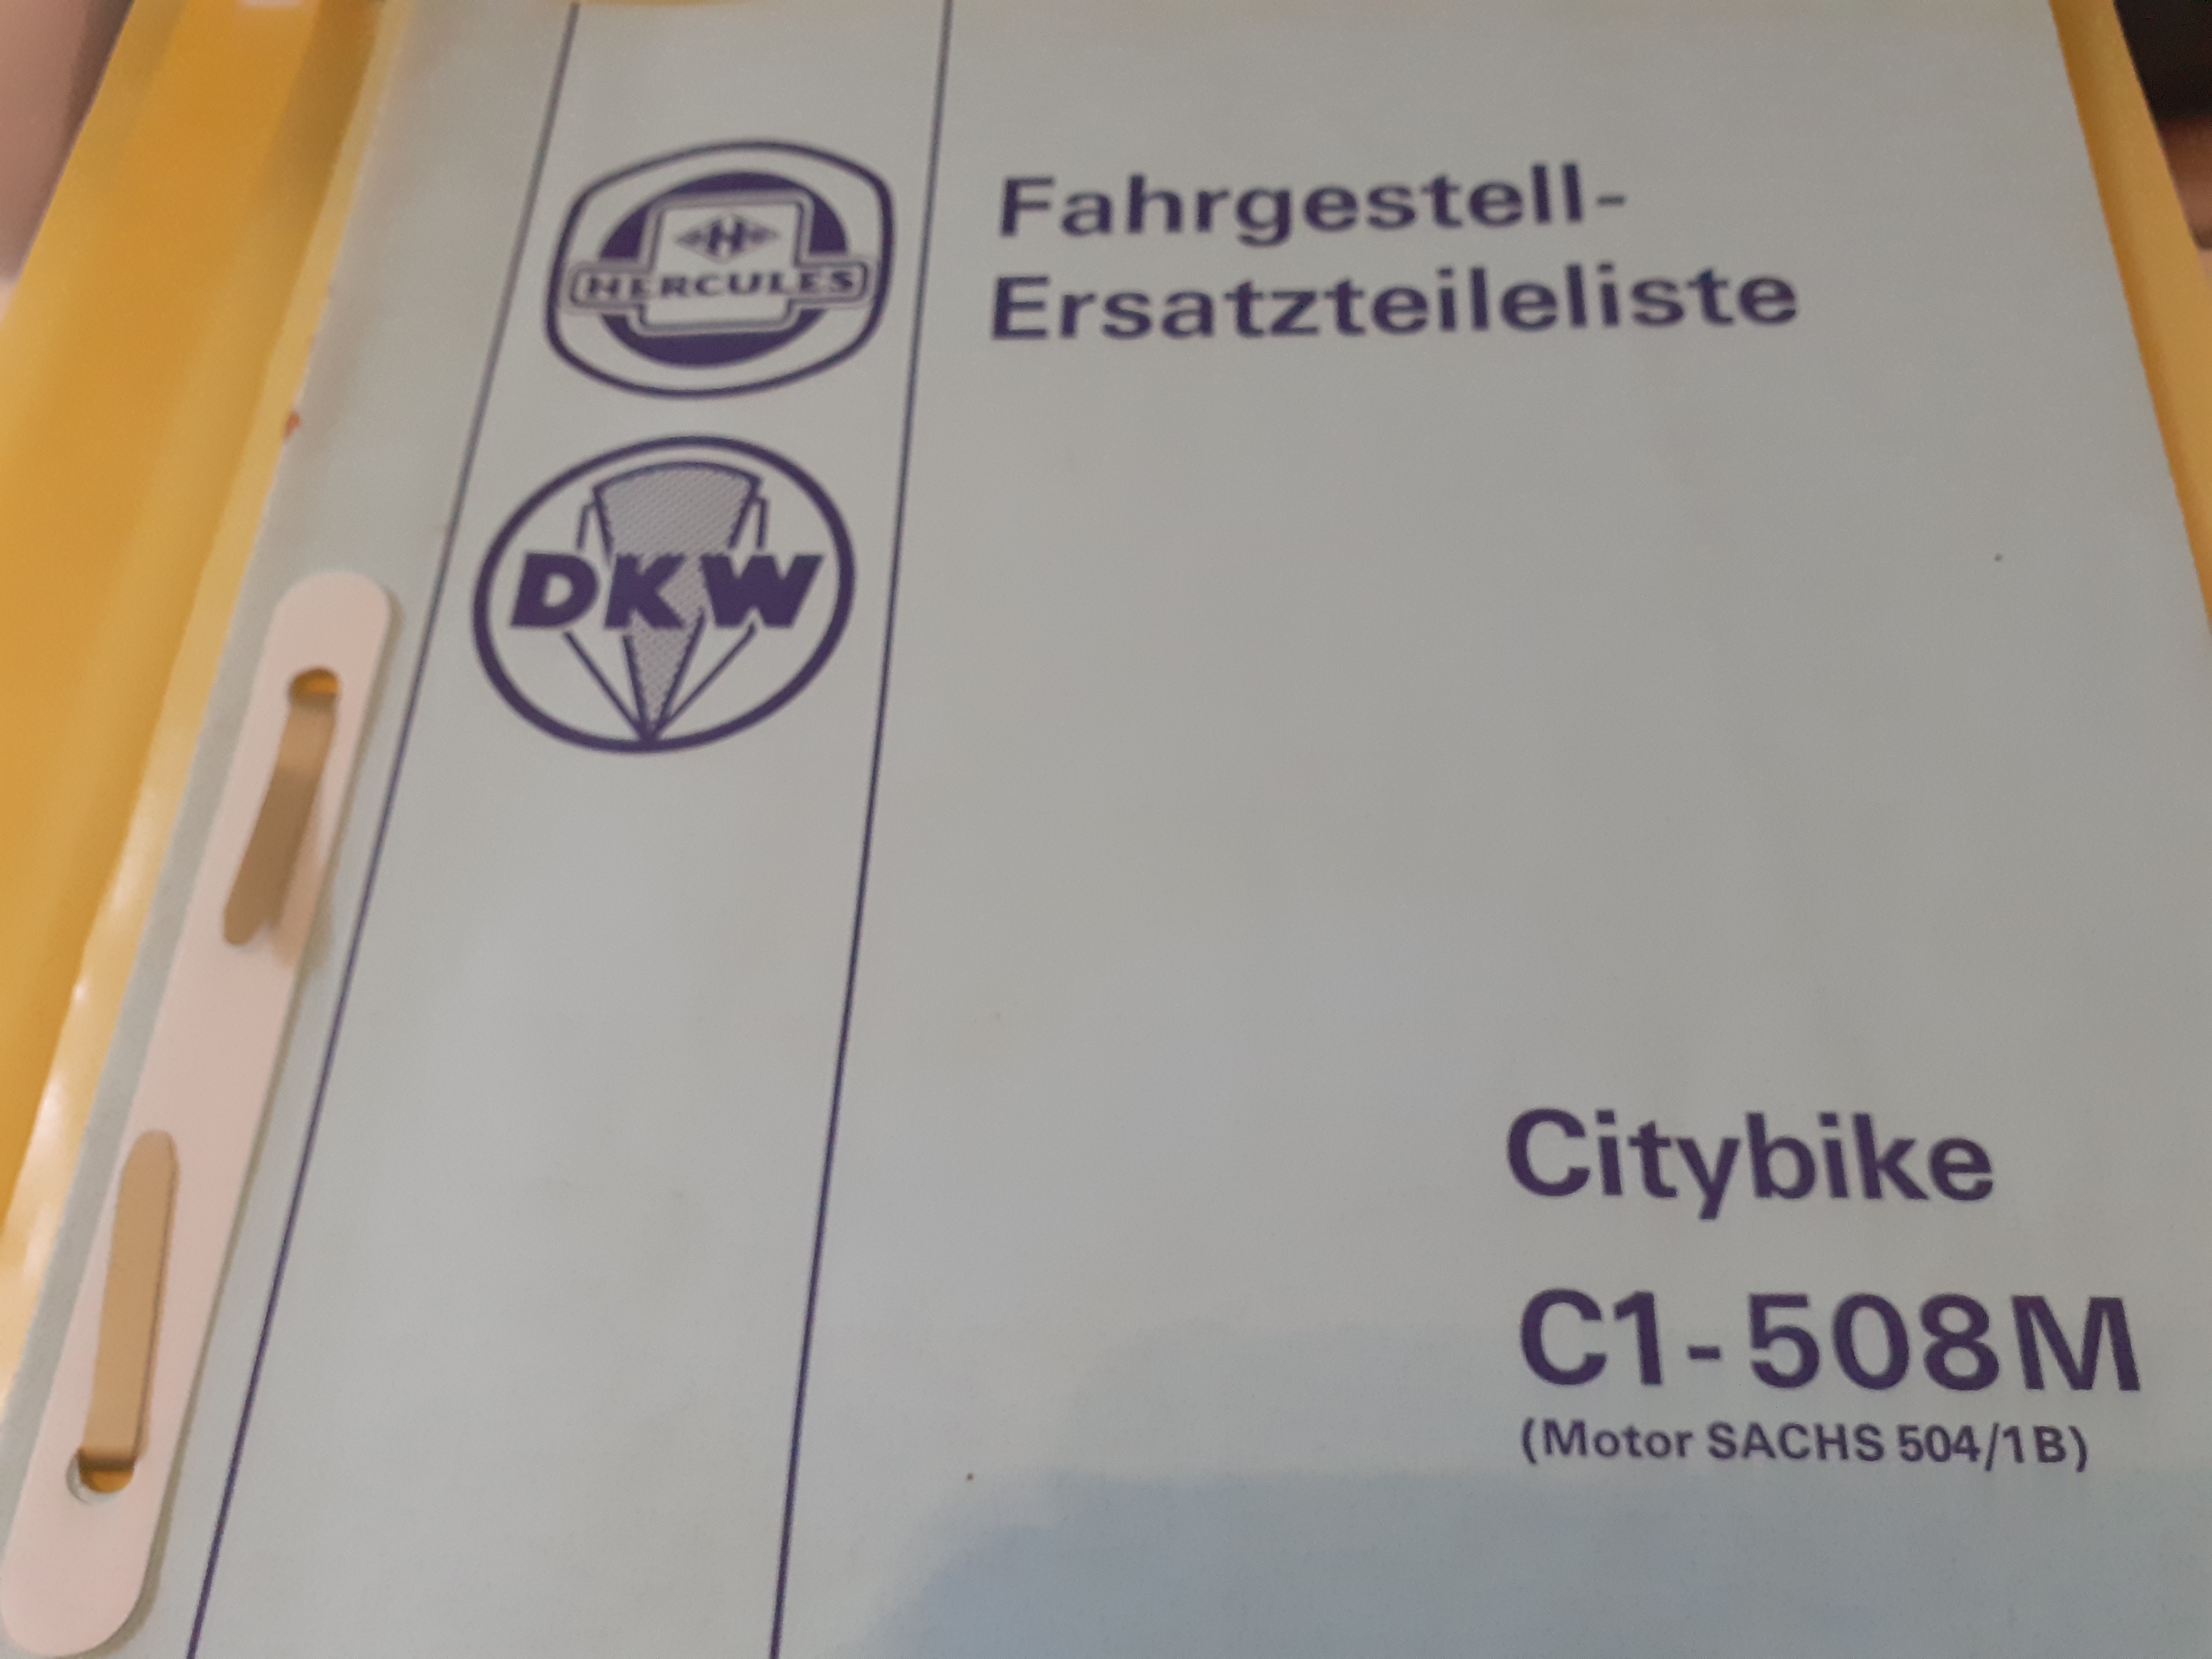 H
HERCULES
DKW
Fahrgestell-
Ersatzteileliste
Citybike
C1-508M
(Motor SACHS 504/1B)